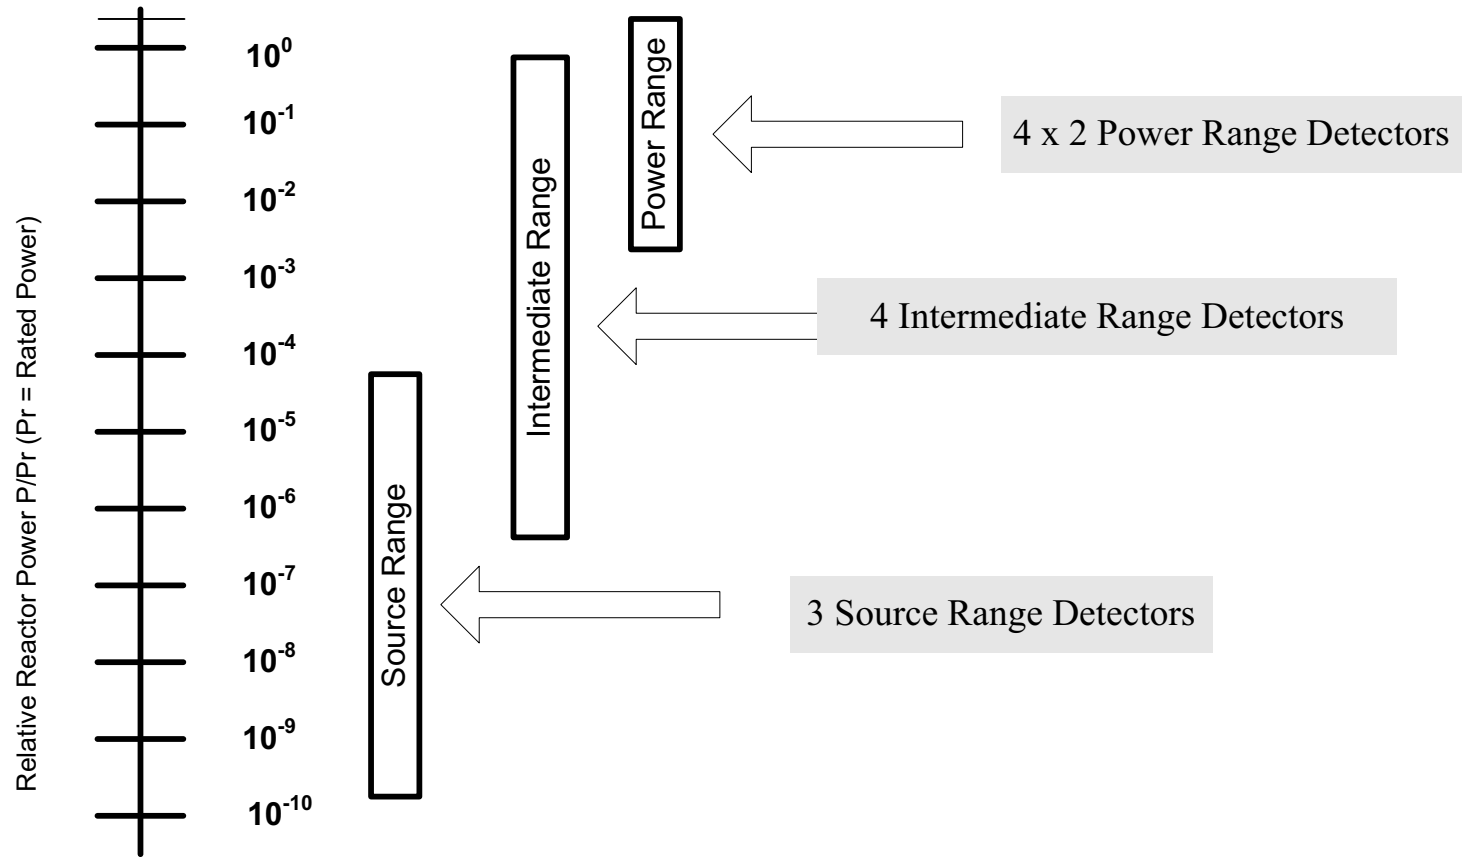 Relative Reactor Power P/Pr (Pr = Rated Power)
10⁰
10⁻¹
10⁻²
10⁻³
10⁻⁴
10⁻⁵
10⁻⁶
10⁻⁷
10⁻⁸
10⁻⁹
10⁻¹⁰
Source Range
Intermediate Range
Power Range
4 x 2 Power Range Detectors
4 Intermediate Range Detectors
3 Source Range Detectors